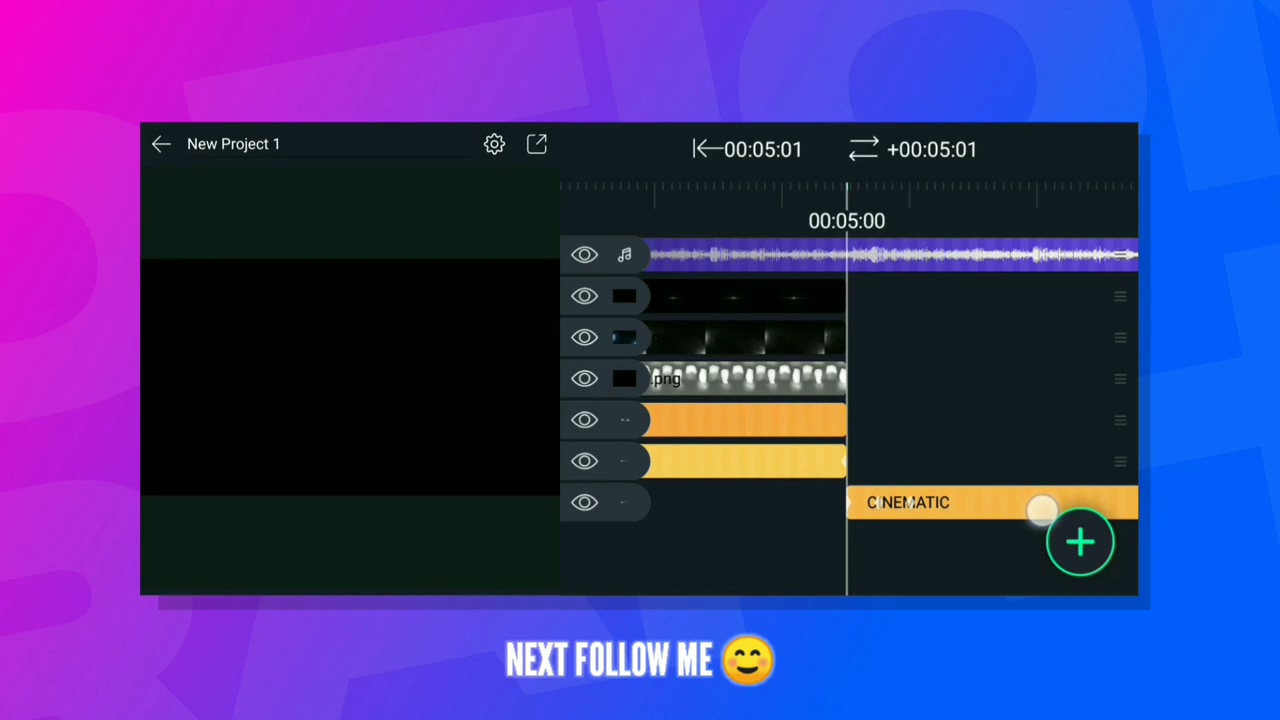 New Project 1
00:05:01
+00:05:01
00:05:00
.png
CINEMATIC
NEXT FOLLOW ME